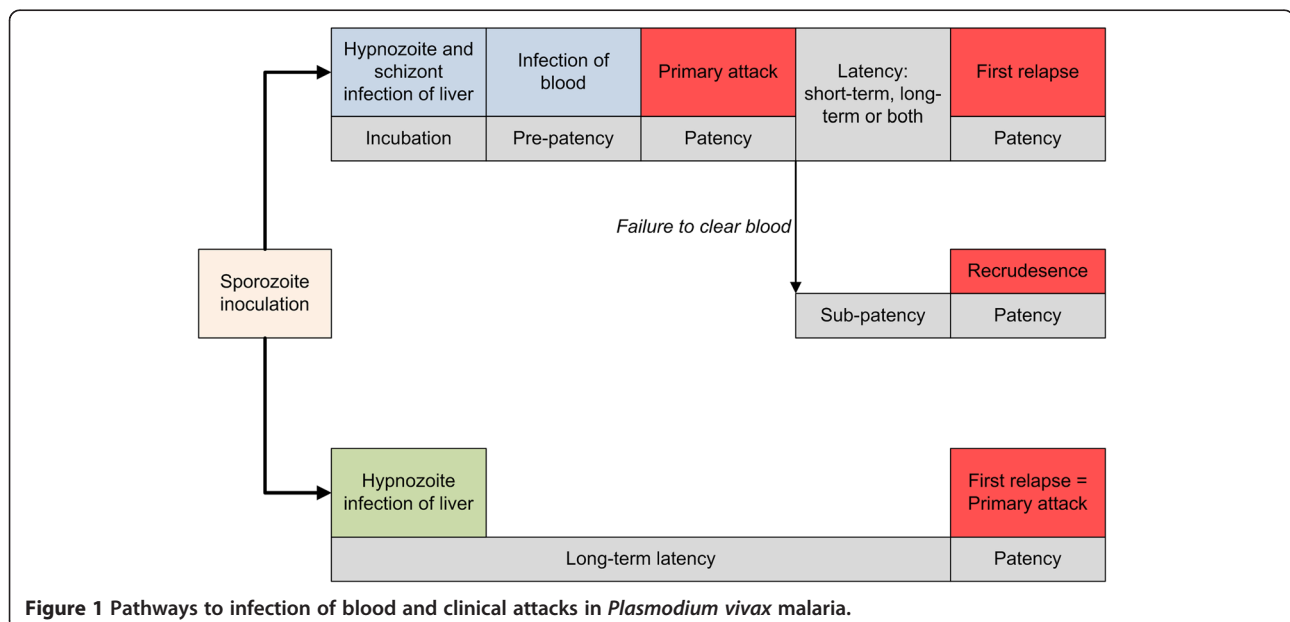 Hypnozoite and
schizont
infection of liver
Infection of
blood
Primary attack
Latency:
short-term, long-
term or both
First relapse
Incubation
Pre-patency
Patency
Patency
Failure to clear blood
Sporozoite
inoculation
Recrudesence
Sub-patency
Patency
Hypnozoite
infection of liver
First relapse =
Primary attack
Long-term latency
Patency
Figure 1 Pathways to infection of blood and clinical attacks in Plasmodium vivax malaria.